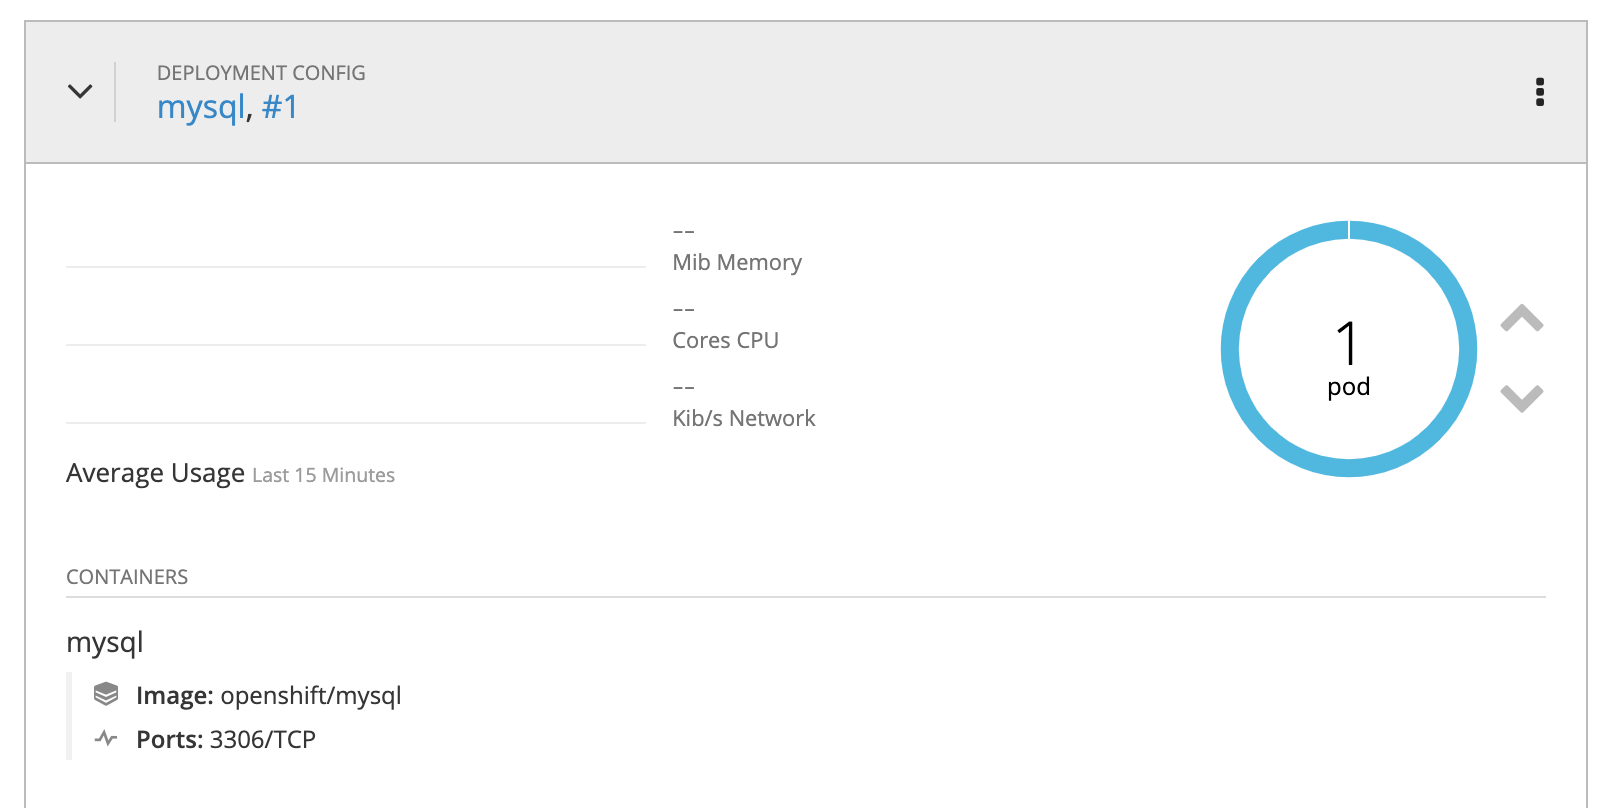 DEPLOYMENT CONFIG
mysql, #1
--
Mib Memory
--
Cores CPU
--
Kib/s Network
1
pod
Average Usage Last 15 Minutes
CONTAINERS
mysql
Image: openshift/mysql
Ports: 3306/TCP